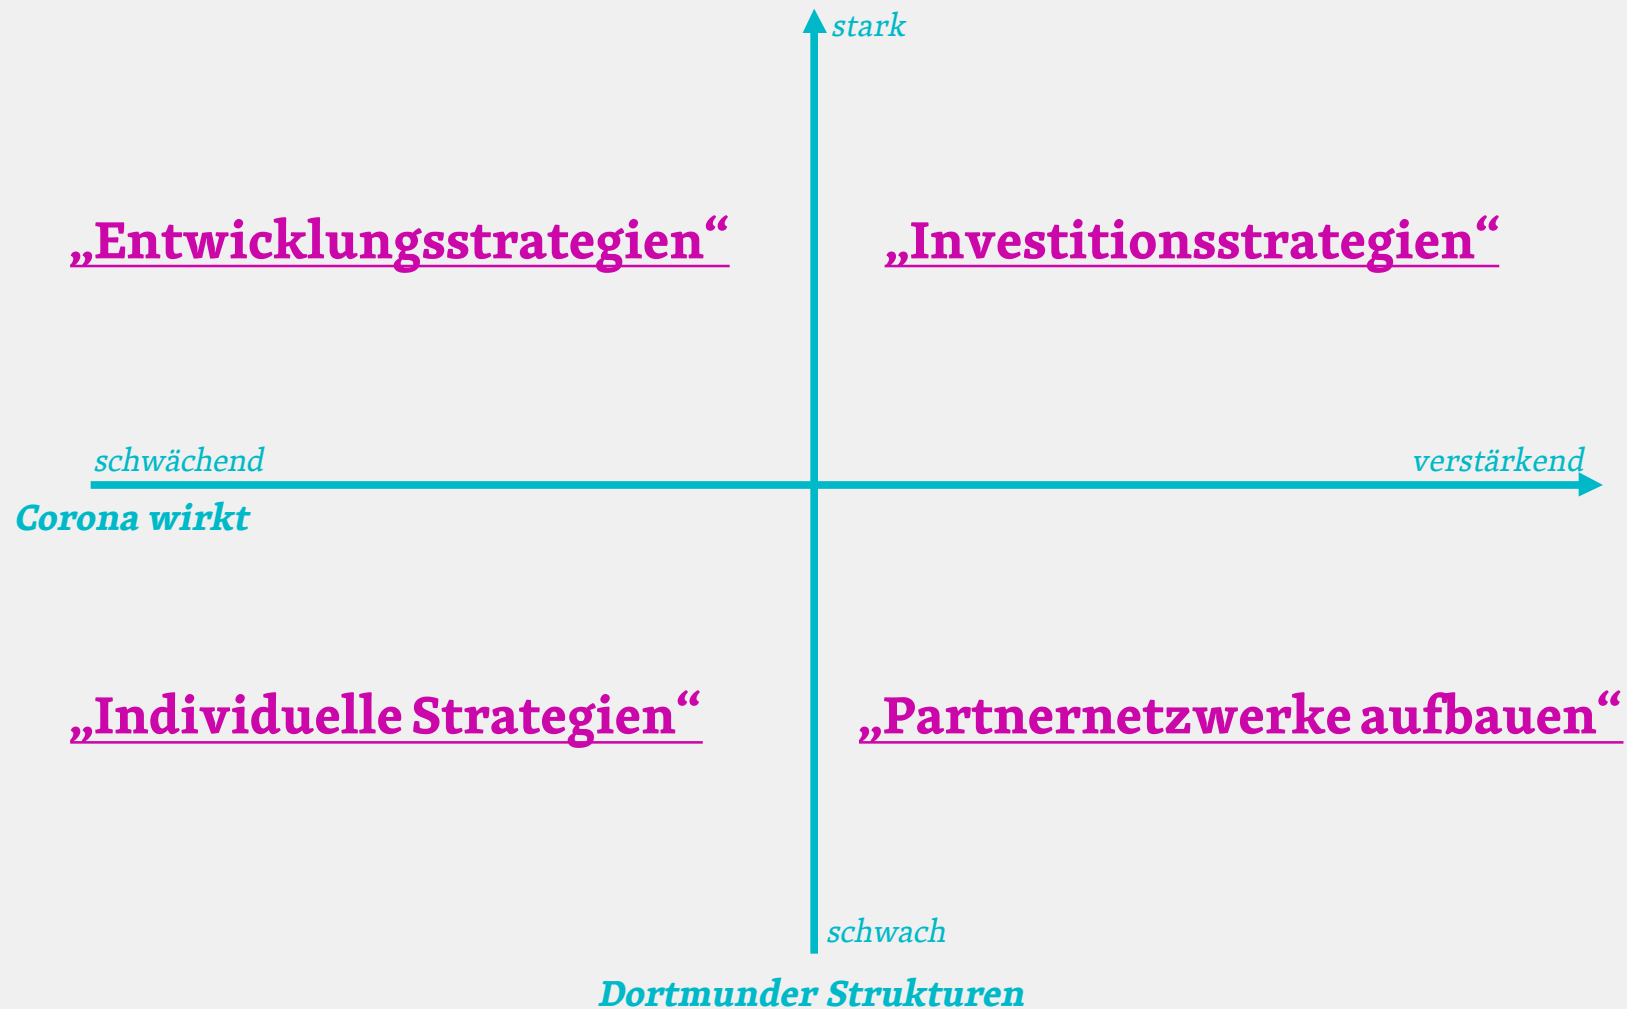 stark
„Entwicklungsstrategien“
„Investitionsstrategien“
schwächend
verstärkend
Corona wirkt
„Individuelle Strategien“
„Partnernetzwerke aufbauen“
schwach
Dortmunder Strukturen